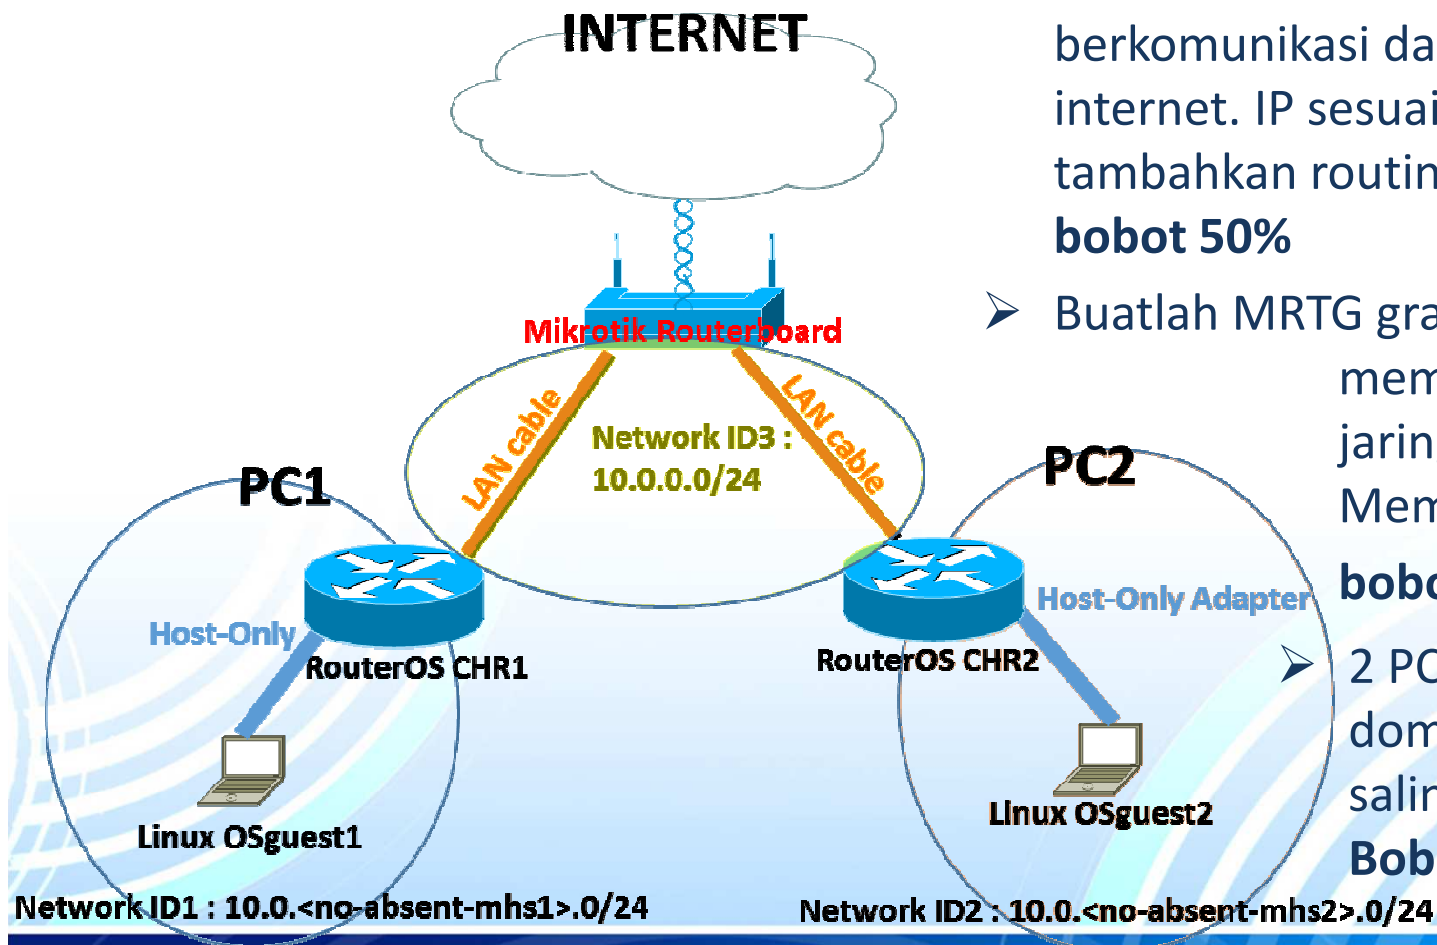 INTERNET
Mikrotik Routerboard
LAN cable
LAN cable
Network ID3 :
10.0.0.0/24
PC1
PC2
Host-Only
Host-Only Adapter
RouterOS CHR1
RouterOS CHR2
Linux OSguest1
Linux OSguest2
Network ID1 : 10.0.<no-absent-mhs1>.0/24
Network ID2 : 10.0.<no-absent-mhs2>.0/24
berkomunikasi da
internet. IP sesuai
tambahkan routin
bobot 50%
➢ Buatlah MRTG gra
mem
jarin
Mem
bobo
➢ 2 PC
dom
salin
Bob